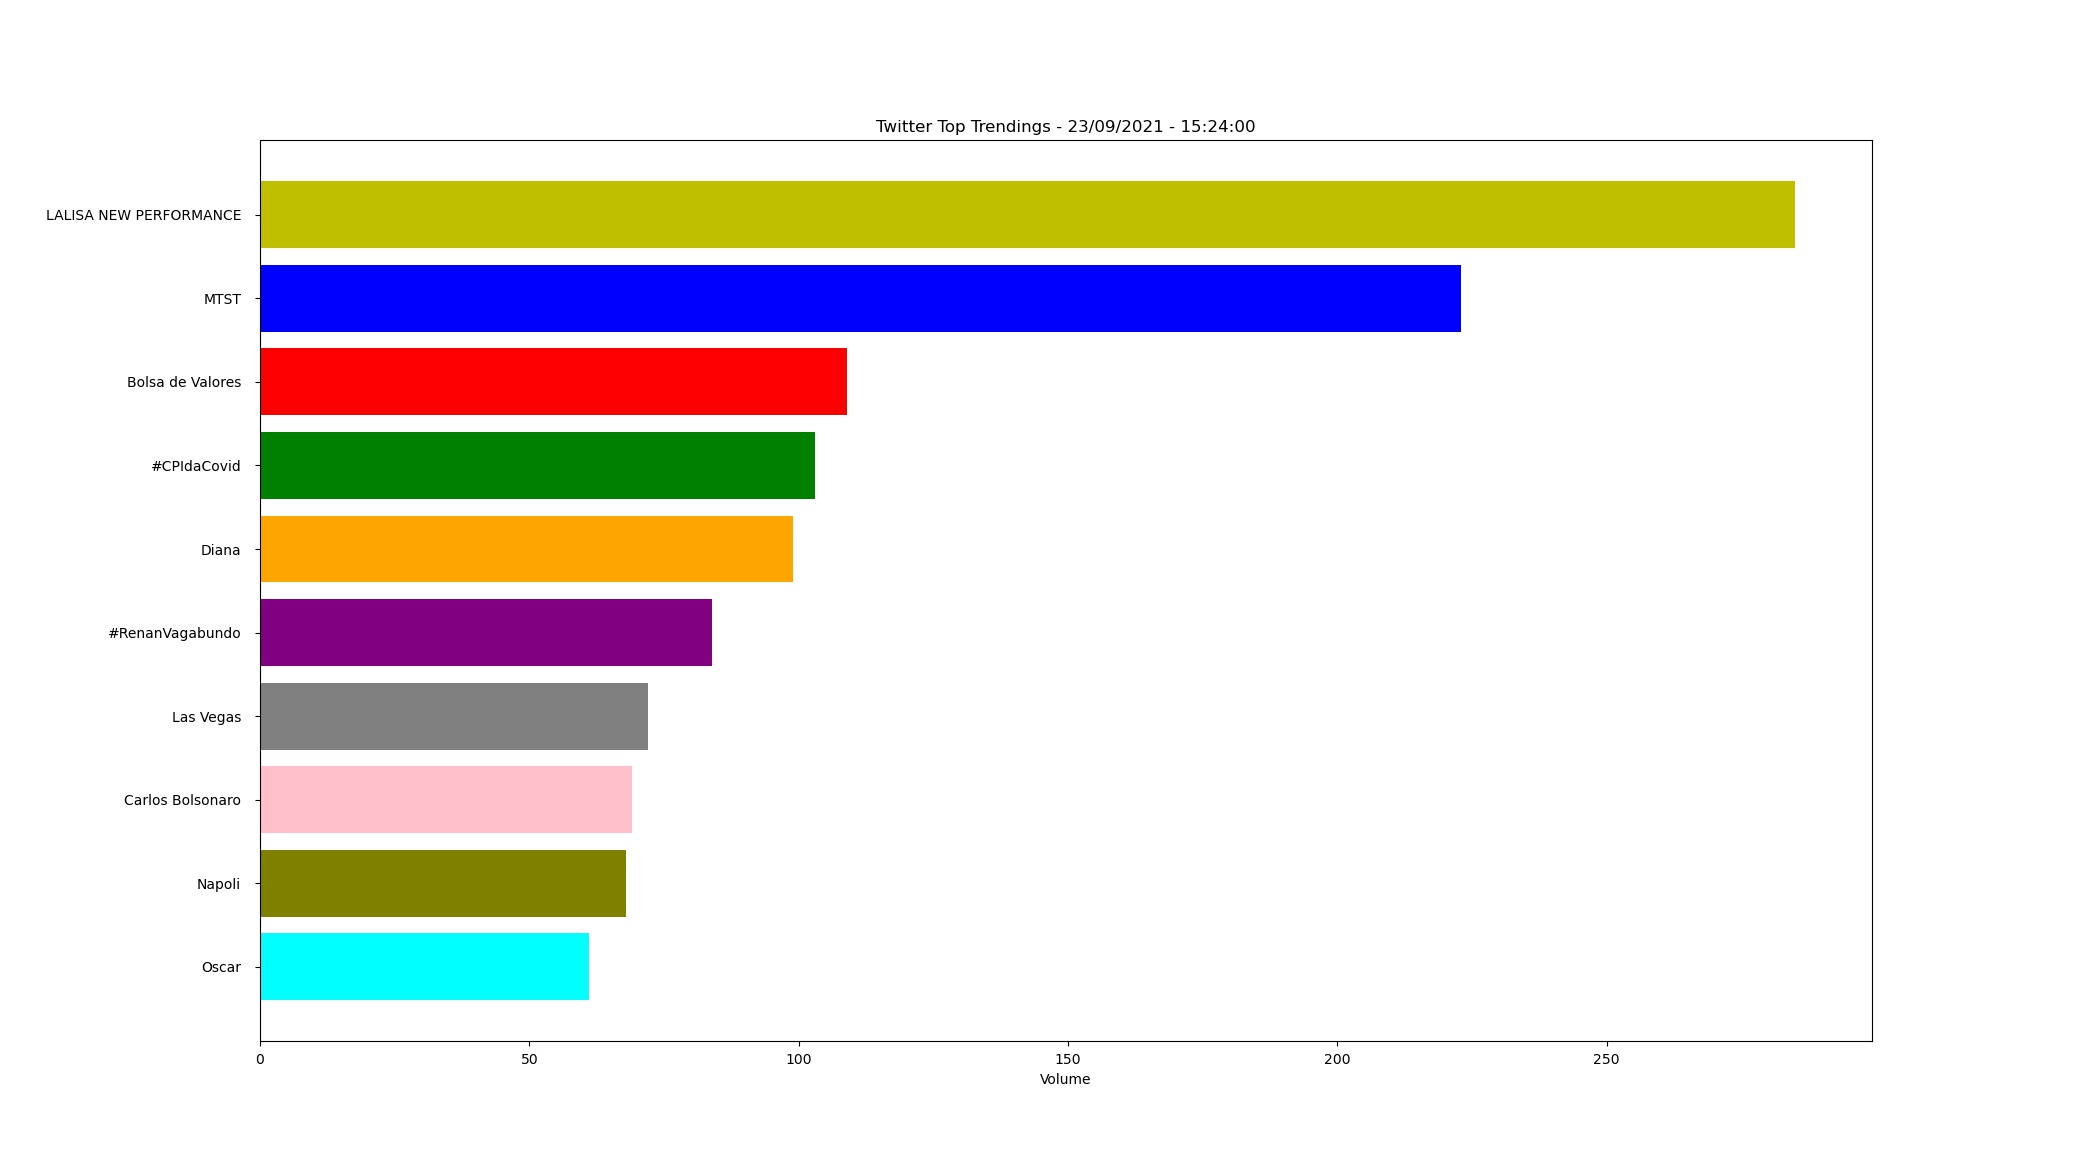 Twitter Top Trendings - 23/09/2021 - 15:24:00
LALISA NEW PERFORMANCE
MTST
Bolsa de Valores
#CPIdaCovid
Diana
#RenanVagabundo
Las Vegas
Carlos Bolsonaro
Napoli
Oscar
0 50 100 150 200 250
Volume